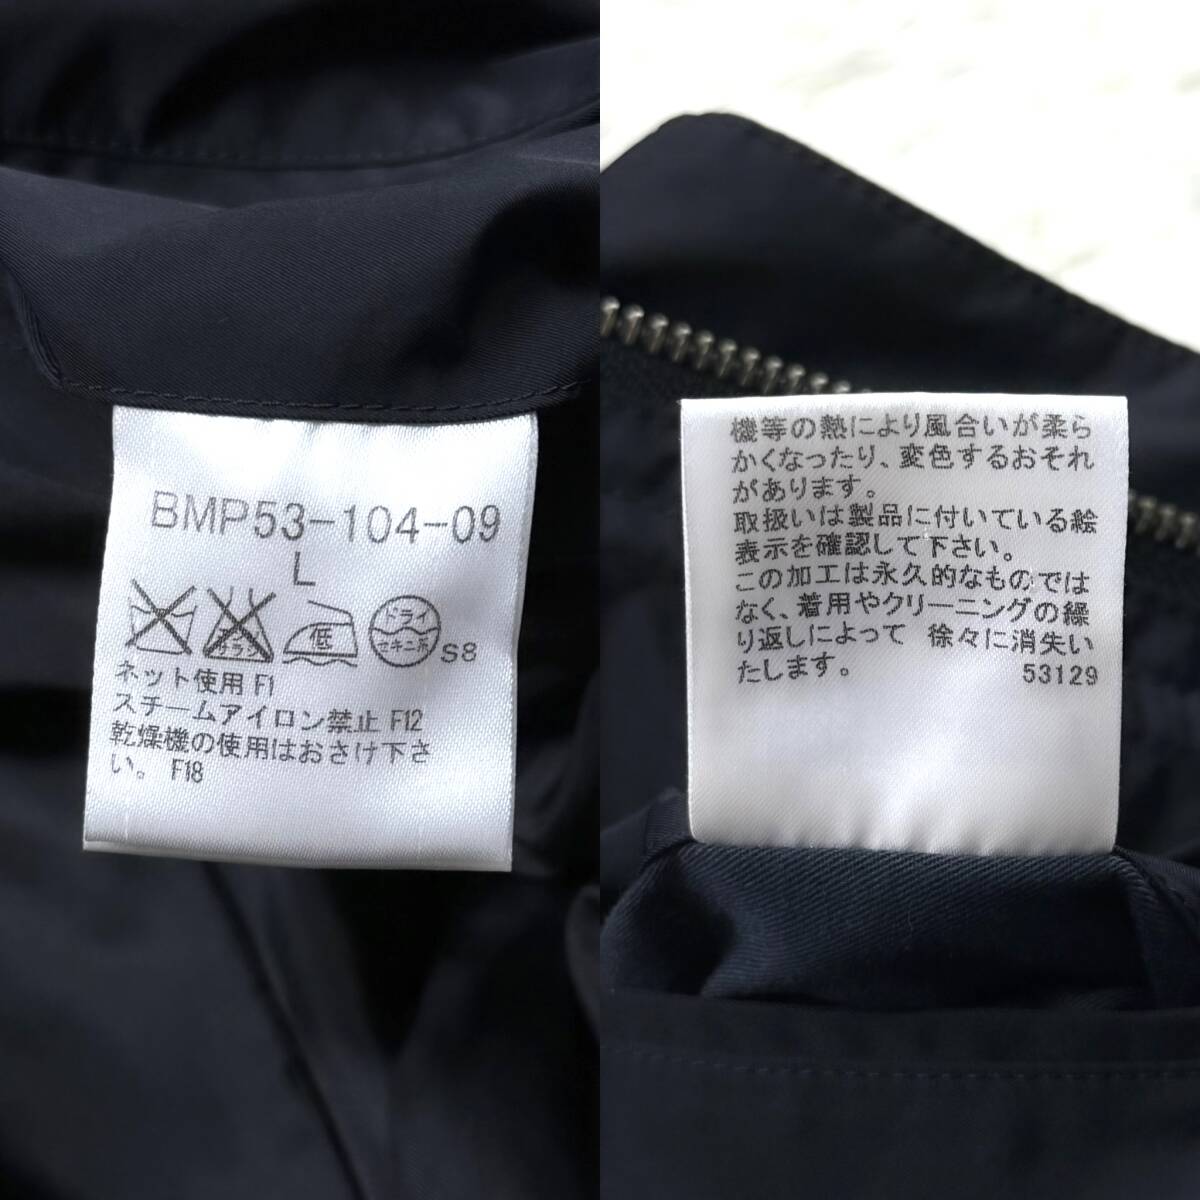 BMP53-104-09
L
低
ドライ
セキユ系
S8
ネット使用 F1
スチームアイロン禁止 F12
乾燥機の使用はおさけ下さ
い。 F18
機等の熱により風合いが柔ら
かくなったり、変色するおそれ
があります。
取扱いは製品に付いている絵
表示を確認して下さい。
この加工は永久的なものでは
なく、着用やクリーニングの繰
り返しによって 徐々に消失い
たします。
53129